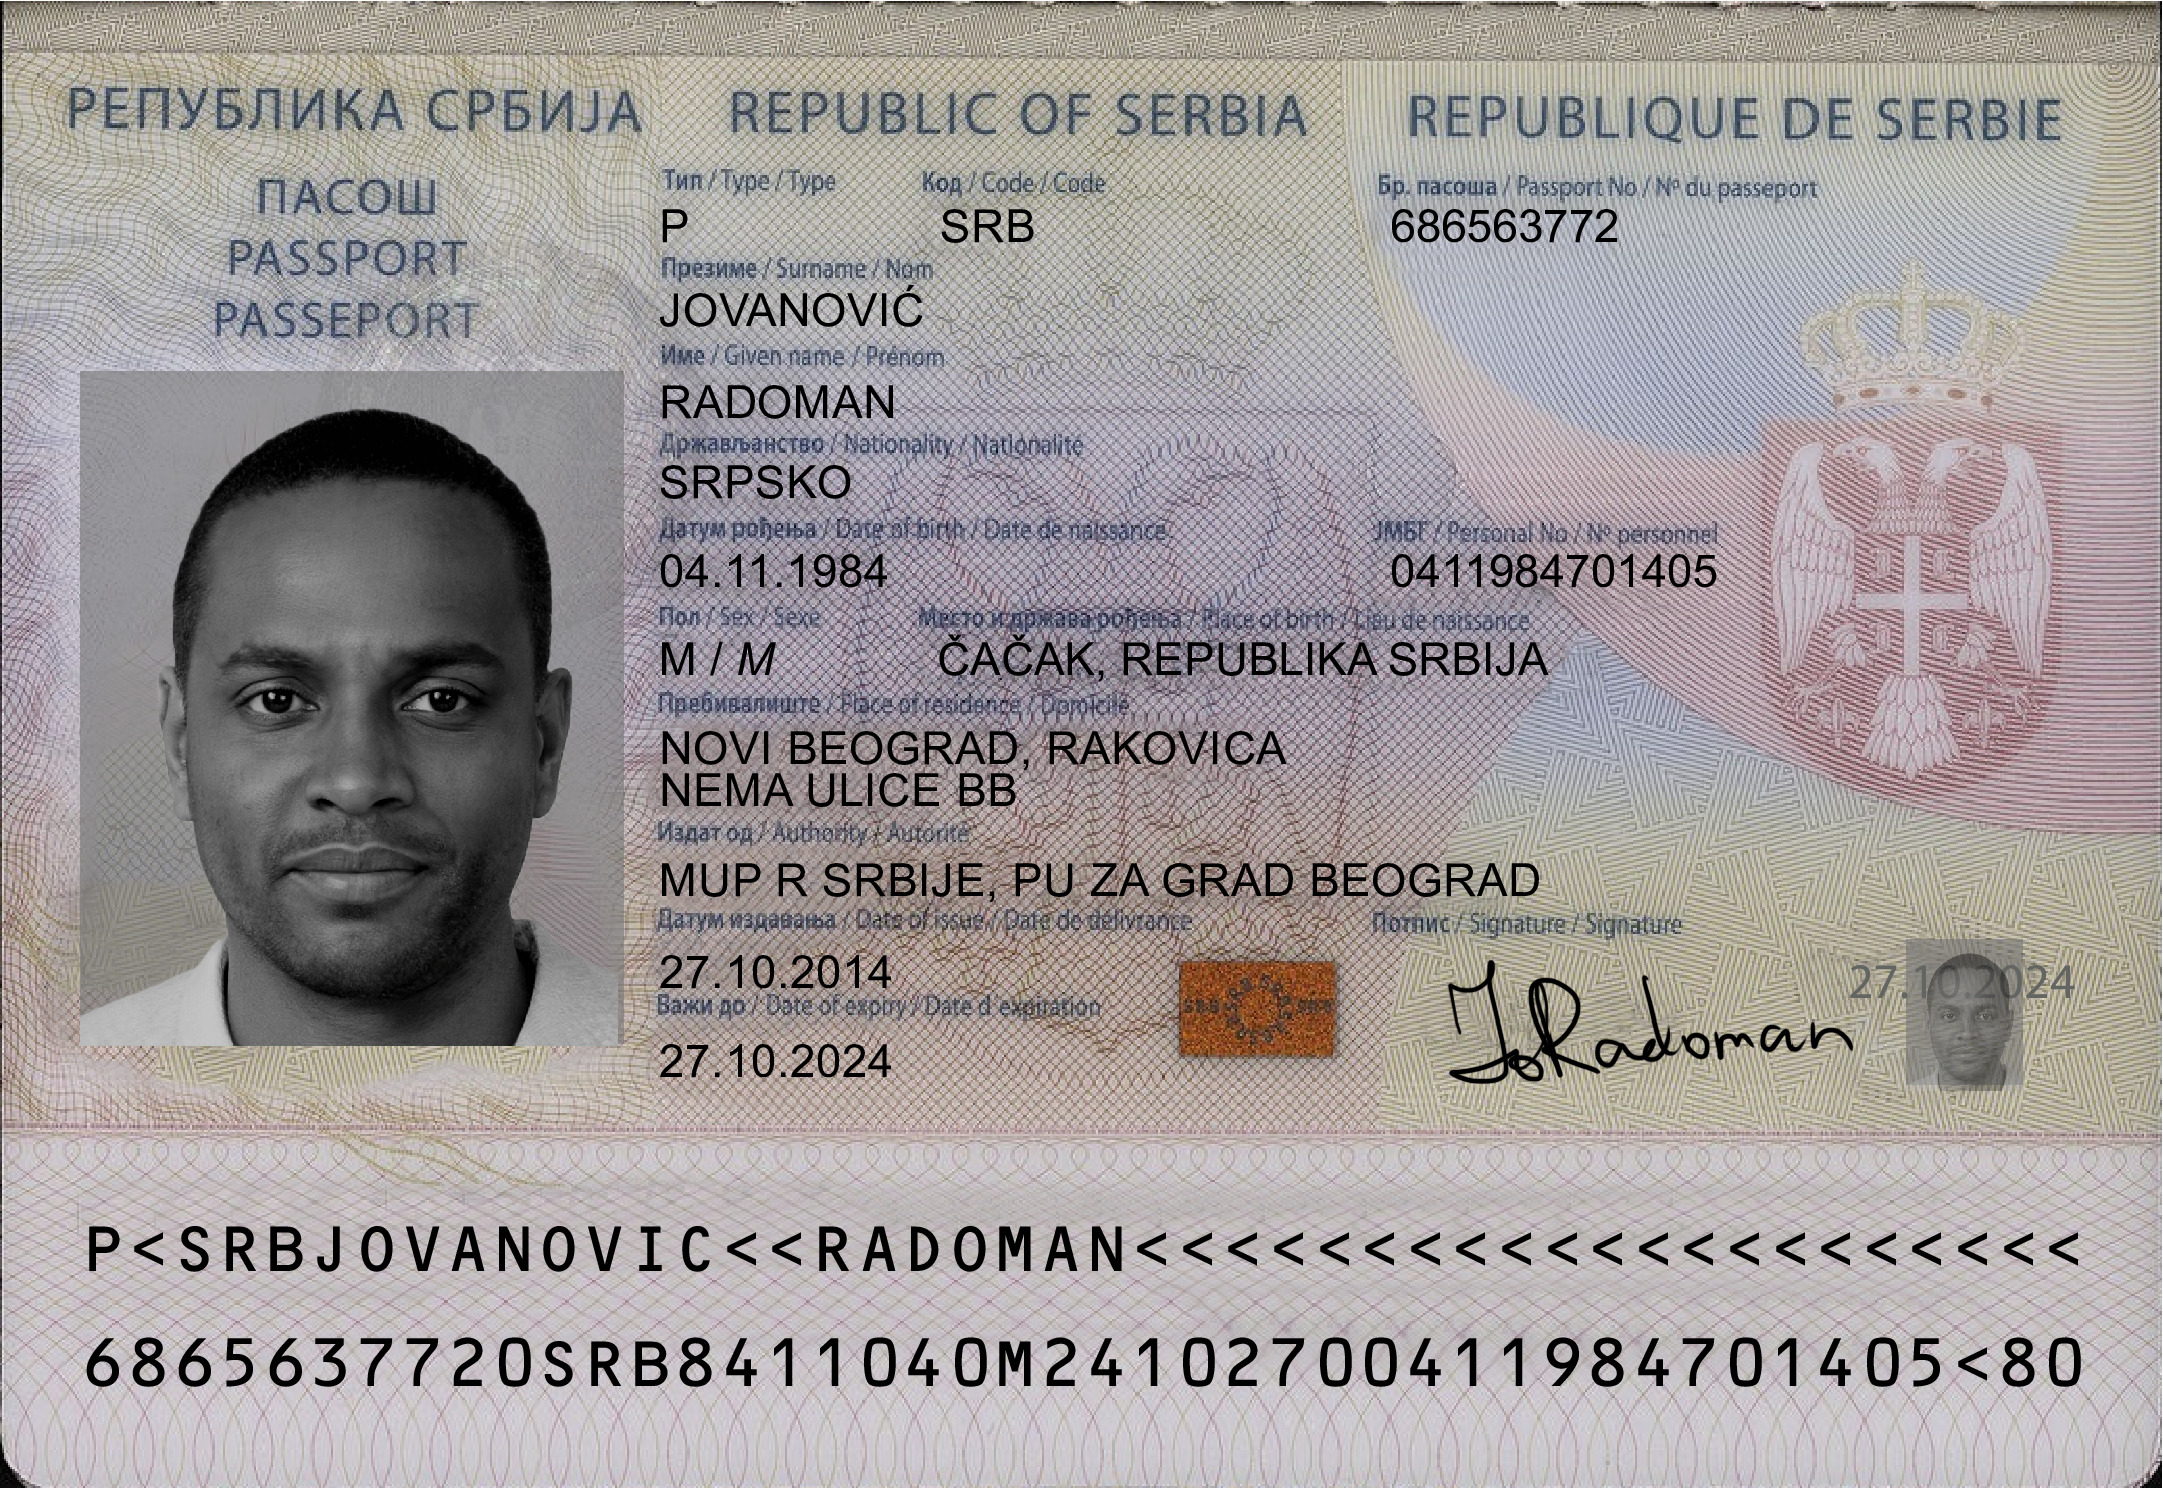 РЕПУБЛИКА СРБИЈА REPUBLIC OF SERBIA REPUBLIQUE DE SERBIE
ПАСОШ
PASSPORT
PASSEPORT
Тип / Type / Type Код / Code / Code Бр. пасоша / Passport No / Nº du passeport
P SRB 686563772
Презиме / Surname / Nom
JOVANOVIĆ
Име / Given name / Prénom
RADOMAN
Држављанство / Nationality / Nationalité
SRPSKO
Датум рођења / Date of birth / Date de naissance ЈМБГ / Personal No / Nº personnel
04.11.1984 0411984701405
Пол / Sex / Sexe Место и држава рођења / Place of birth / Lieu de naissance
M / M ČAČAK, REPUBLIKA SRBIJA
Пребивалиште / Place of residence / Domicile
NOVI BEOGRAD, RAKOVICA
NEMA ULICE BB
Издат од / Authority / Autorité
MUP R SRBIJE, PU ZA GRAD BEOGRAD
Датум издавања / Date of issue / Date de délivrance Потпис / Signature / Signature
27.10.2014
27.10.2024
Важи до / Date of expiry / Date d expiration
JoRadoman
27.10.2024
P<SRBJOVANOVIC<<RADOMAN<<<<<<<<<<<<<<<<<<<<<
6865637720SRB8411040M24102700411984701405<80